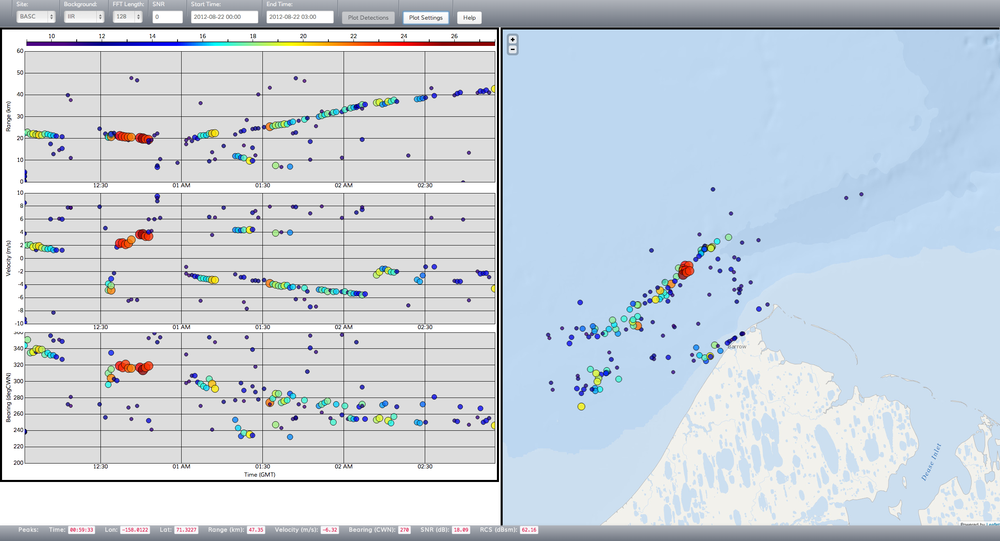 Site: Background: FFT Length: SNR Start Time: End Time:
BASC IIR 128 0 2012-08-22 00:00 2012-08-22 03:00 Plot Detections Plot Settings Help
10 12 14 16 18 20 22 24 26
60
50
40
30
20
10
0
Range (km)
12:30 01 AM 01:30 02 AM 02:30
10
8
6
4
2
0
-2
-4
-6
-8
-10
Velocity (m/s)
12:30 01 AM 01:30 02 AM 02:30
360
340
320
300
280
260
240
220
200
Bearing (degCWN)
12:30 01 AM 01:30 02 AM 02:30
Time (GMT)
+
-
Barrow
Dease Inlet
Powered by Leaflet
Peaks: Time: 00:59:33 Lon: -158.0122 Lat: 71.3227 Range (km): 47.35 Velocity (m/s): -6.32 Bearing (CWN): 270 SNR (dB): 18.09 RCS (dBsm): 62.16